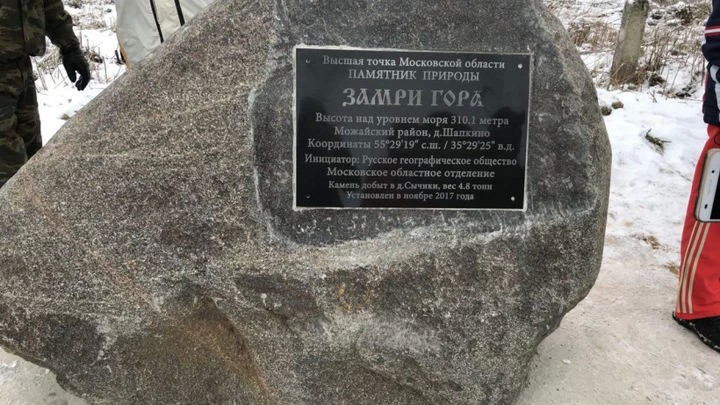 Высшая точка Московской области
ПАМЯТНИК ПРИРОДЫ
ЗАМРИ ГОРА
Высота над уровнем моря 310.1 метра
Можайский район, д.Шапкино
Координаты 55°29'19" с.ш. / 35°29'25" в.д.
Инициатор: Русское географическое общество
Московское областное отделение
Камень добыт в д.Сычики, вес 4.8 тонн
Установлен в ноябре 2017 года